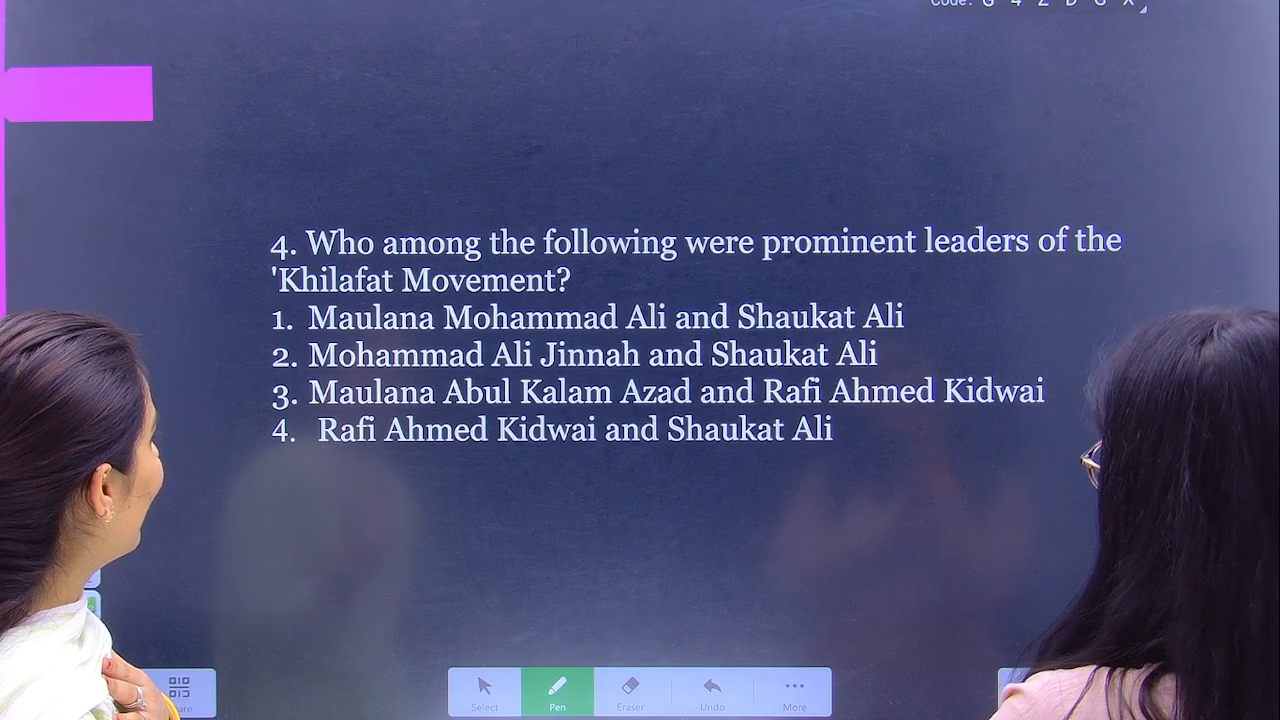 Code: G 4 Z D G X
4. Who among the following were prominent leaders of the
'Khilafat Movement?
1. Maulana Mohammad Ali and Shaukat Ali
2. Mohammad Ali Jinnah and Shaukat Ali
3. Maulana Abul Kalam Azad and Rafi Ahmed Kidwai
4. Rafi Ahmed Kidwai and Shaukat Ali
Select Pen Eraser Undo More